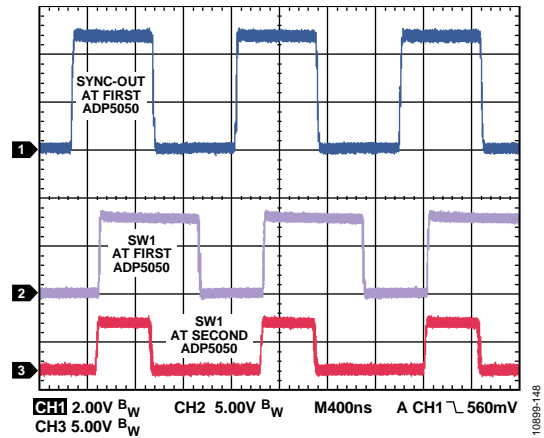 SYNC-OUT
AT FIRST
ADP5050
1
SW1
AT FIRST
ADP5050
2
SW1
AT SECOND
ADP5050
3
CH1 2.00V BW CH2 5.00V BW M400ns A CH1 ㄟ 560mV
CH3 5.00V BW
10899-148